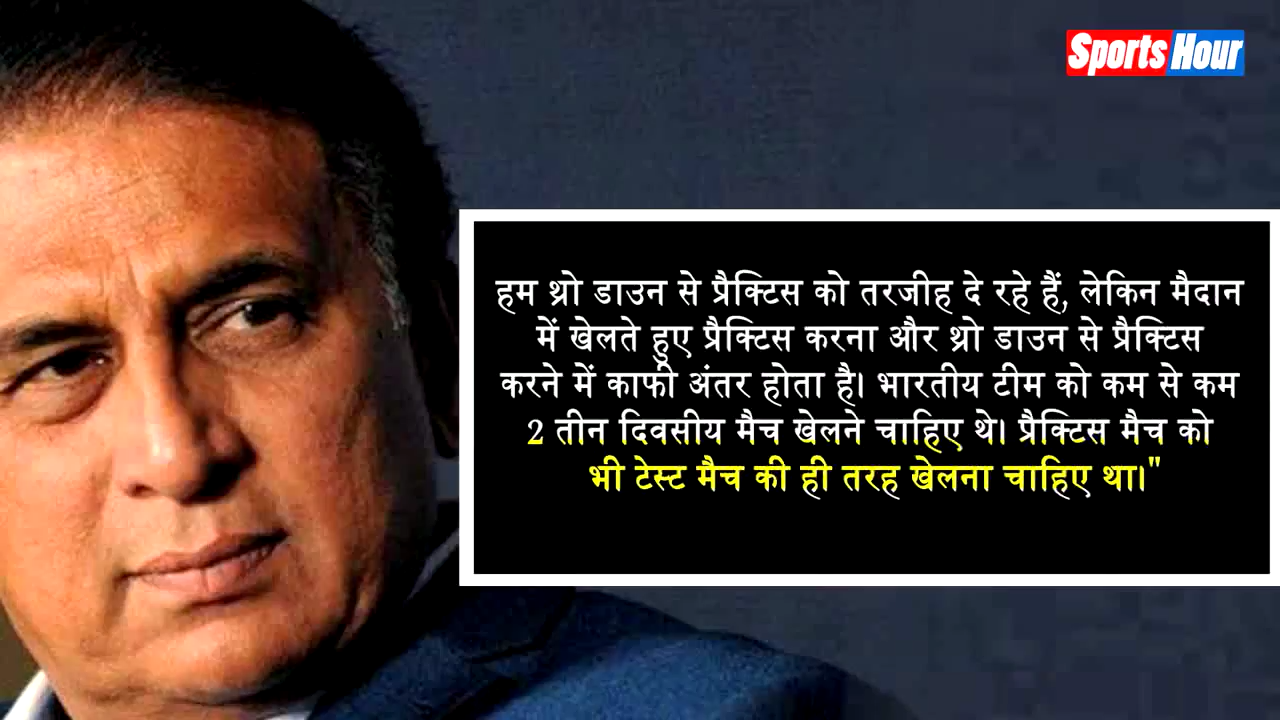 Sports Hour
हम थ्रो डाउन से प्रैक्टिस को तरजीह दे रहे हैं, लेकिन मैदान
में खेलते हुए प्रैक्टिस करना और थ्रो डाउन से प्रैक्टिस
करने में काफी अंतर होता है। भारतीय टीम को कम से कम
2 तीन दिवसीय मैच खेलने चाहिए थे। प्रैक्टिस मैच को
भी टेस्ट मैच की ही तरह खेलना चाहिए था।"